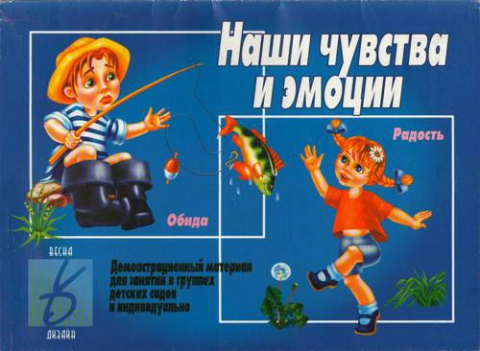 Наши чувства
и эмоции
Радость
Обида
ВЕСНА
ДИЗАЙН
Демонстрационный материал
для занятий в группах
детских садов
и индивидуально